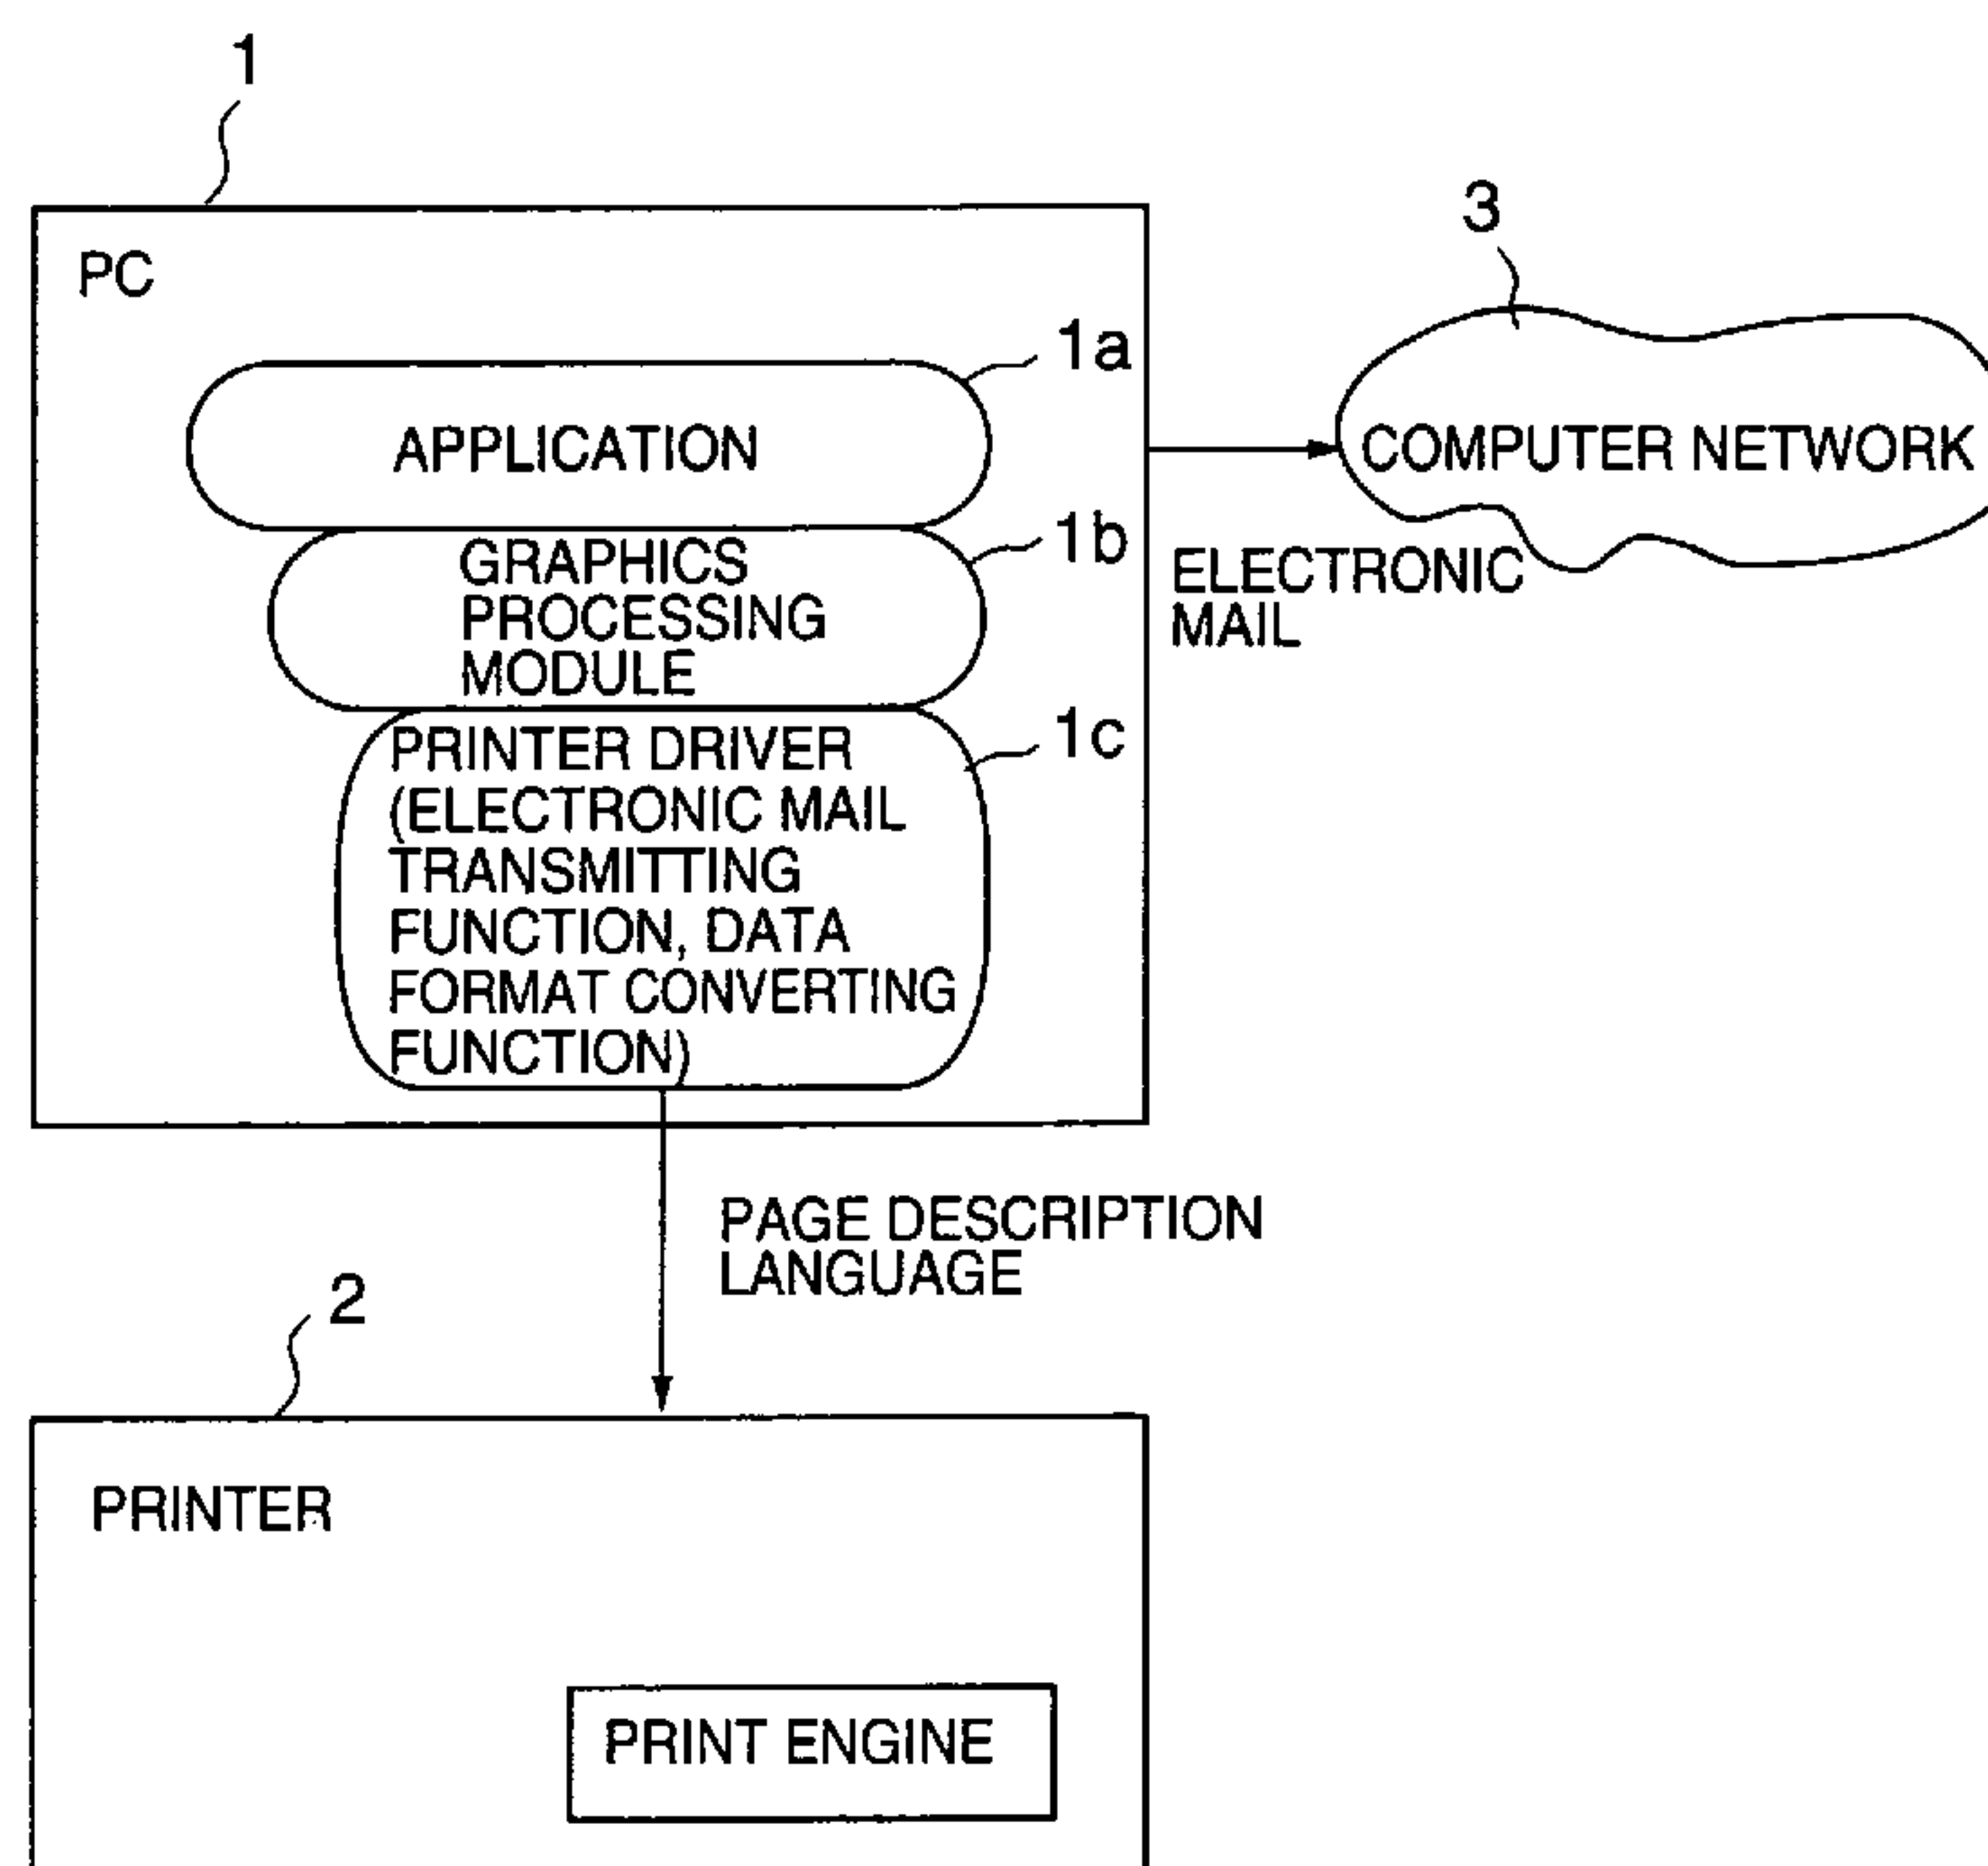 1
PC
3
1a
APPLICATION
COMPUTER NETWORK
1b
GRAPHICS
PROCESSING
MODULE
ELECTRONIC
MAIL
1c
PRINTER DRIVER
(ELECTRONIC MAIL
TRANSMITTING
FUNCTION, DATA
FORMAT CONVERTING
FUNCTION)
PAGE DESCRIPTION
LANGUAGE
2
PRINTER
PRINT ENGINE